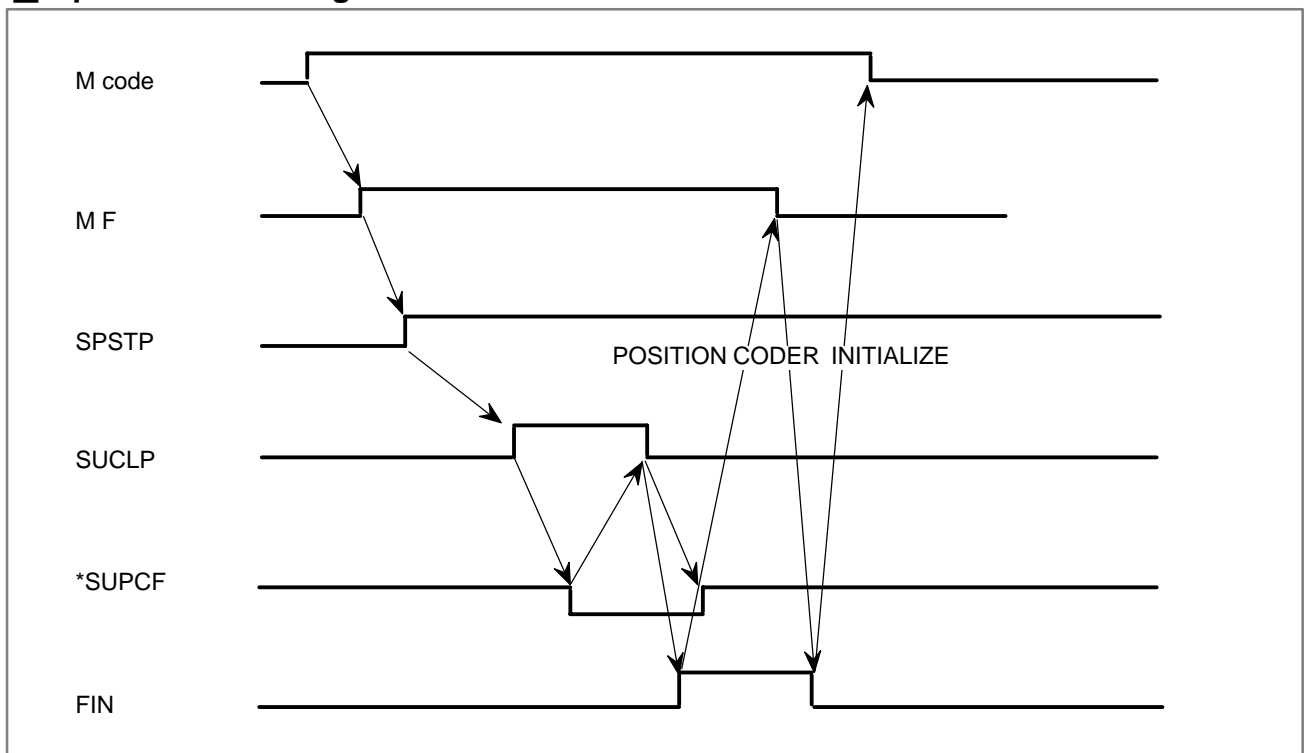 M code
M F
SPSTP
POSITION CODER INITIALIZE
SUCLP
*SUPCF
FIN